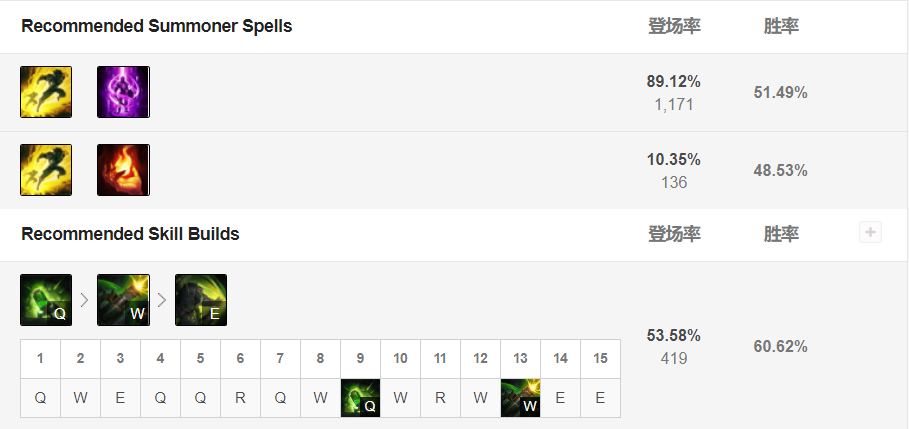 Recommended Summoner Spells 登场率 胜率
89.12%
1,171
51.49%
10.35%
136
48.53%
Recommended Skill Builds 登场率 胜率
Q W E
1 2 3 4 5 6 7 8 9 10 11 12 13 14 15
Q W E Q Q R Q W Q W R W W E E
53.58%
419
60.62%